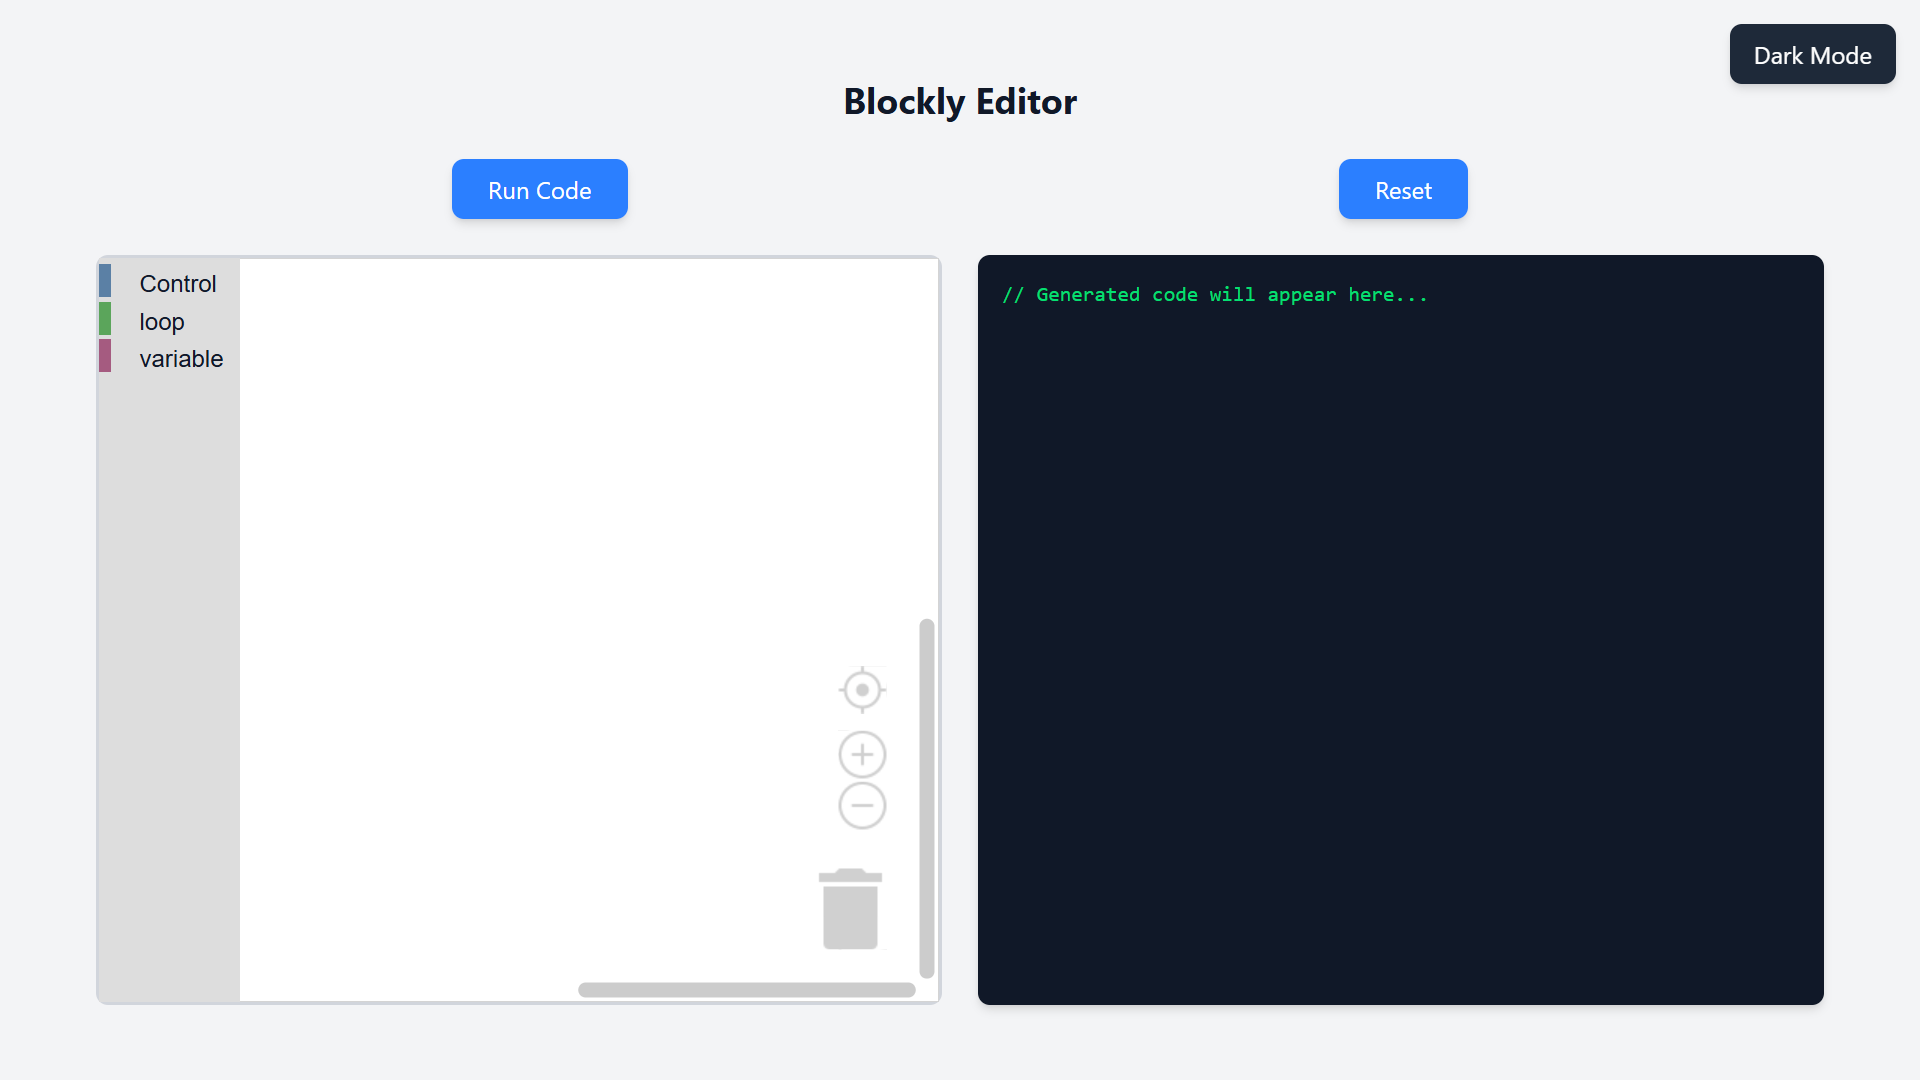 Dark Mode
Blockly Editor
Run Code
Reset
Control
loop
variable
// Generated code will appear here...